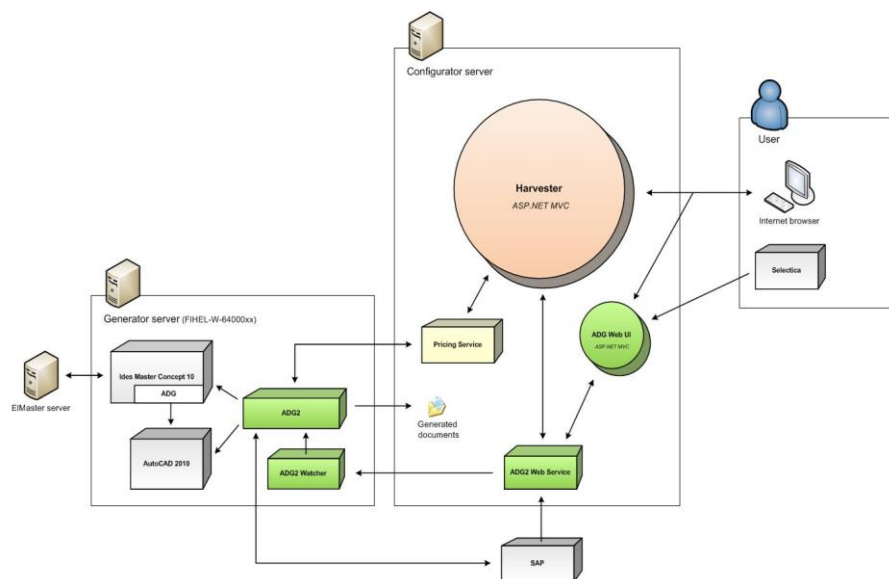 Configurator server
User
Harvester
ASP.NET MVC
Internet browser
Selectica
Generator server (FIHEL-W-64000xx)
Pricing Service
ADG Web UI
ASP.NET MVC
Ides Master Concept 10
ADG
ElMaster server
ADG2
Generated
documents
AutoCAD 2010
ADG2 Watcher
ADG2 Web Service
SAP